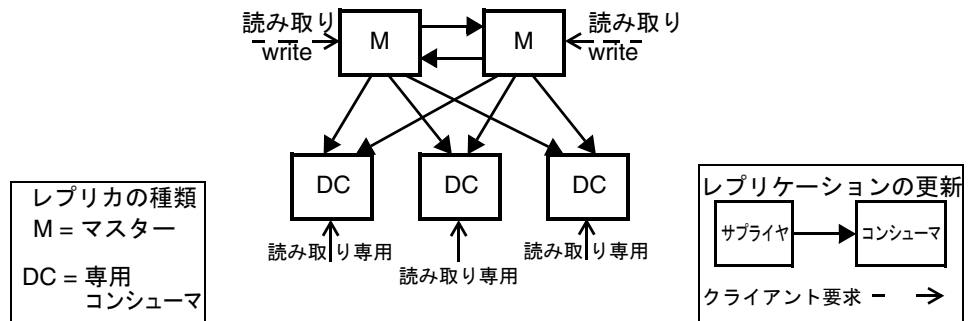 読み取り
write
M
M
読み取り
write
DC
DC
DC
読み取り専用
読み取り専用
読み取り専用
レプリカの種類
M = マスター
DC = 専用
コンシューマ
レプリケーションの更新
サプライヤ
コンシューマ
クライアント要求